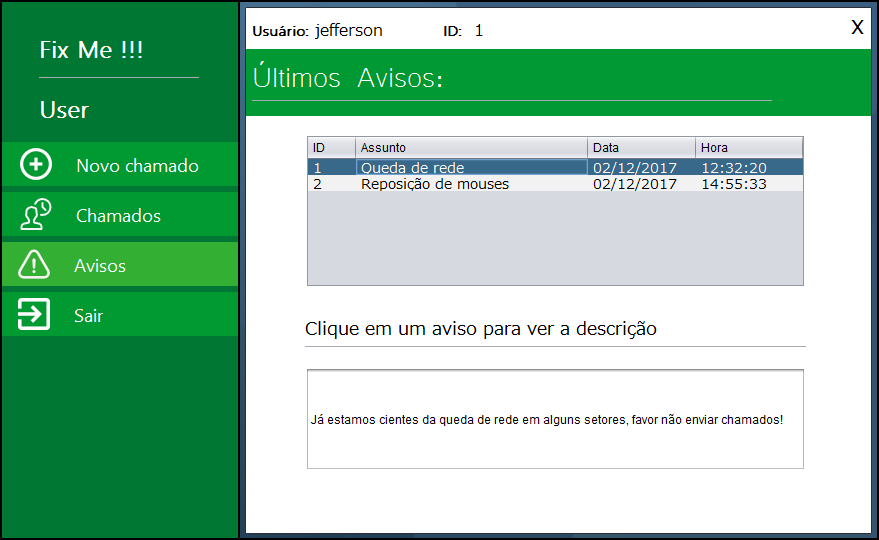 Fix Me !!!
User
Novo chamado
Chamados
Avisos
Sair
Usuário: jefferson ID: 1 X
Últimos Avisos:
ID Assunto Data Hora
1 Queda de rede 02/12/2017 12:32:20
2 Reposição de mouses 02/12/2017 14:55:33
Clique em um aviso para ver a descrição
Já estamos cientes da queda de rede em alguns setores, favor não enviar chamados!